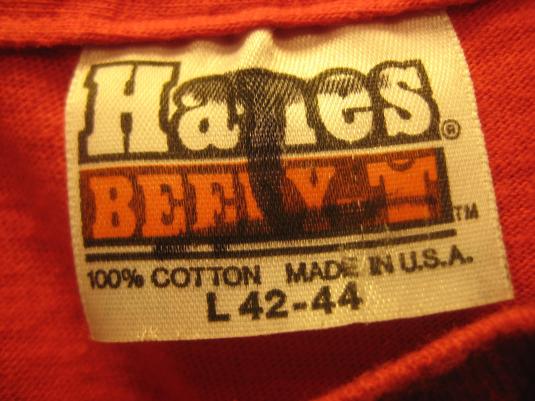 Hanes®
BEEFY-T™
100% COTTON MADE IN U.S.A.
L 42-44